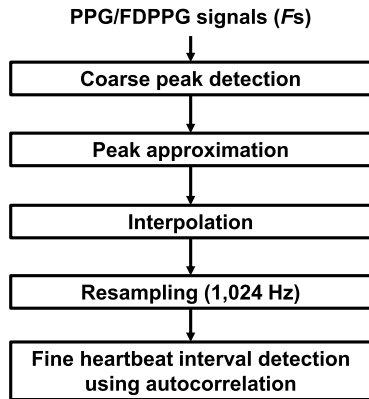 PPG/FDPPG signals (Fs)
Coarse peak detection
Peak approximation
Interpolation
Resampling (1,024 Hz)
Fine heartbeat interval detection
using autocorrelation